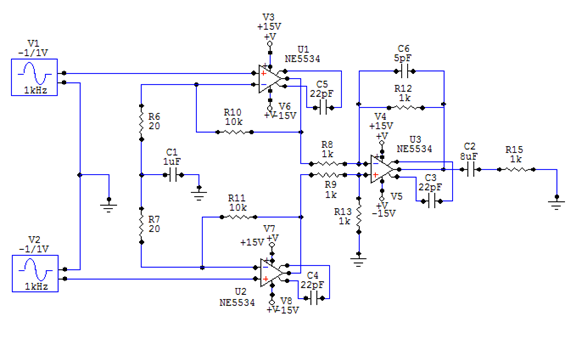 V3
+15V
+V
V1
-1/1V
1kHz
U1
NE5534
C6
5pF
C5
22pF
R12
1k
V6
+V-15V
R6
20
R10
10k
V4
+15V
+V
U3
NE5534
R8
1k
C1
1uF
R9
1k
C2
8uF
R15
1k
C3
22pF
V5
+V
-15V
R7
20
R11
10k
R13
1k
V2
-1/1V
1kHz
V7
+15V +V
U2
NE5534
C4
22pF
V8
+V-15V